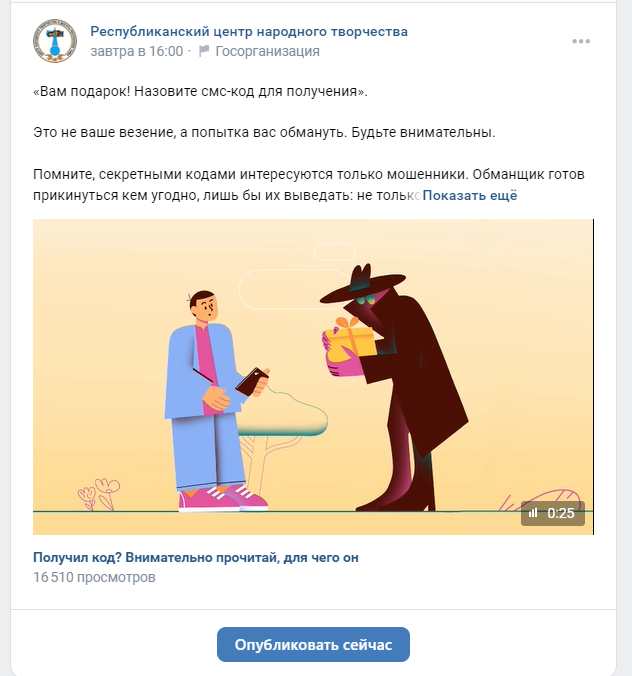 Республиканский центр народного творчества
завтра в 16:00 · Госорганизация
«Вам подарок! Назовите смс-код для получения».
Это не ваше везение, а попытка вас обмануть. Будьте внимательны.
Помните, секретными кодами интересуются только мошенники. Обманщик готов
прикинуться кем угодно, лишь бы их выведать: не только Показать ещё
0:25
Получил код? Внимательно прочитай, для чего он
16 510 просмотров
Опубликовать сейчас